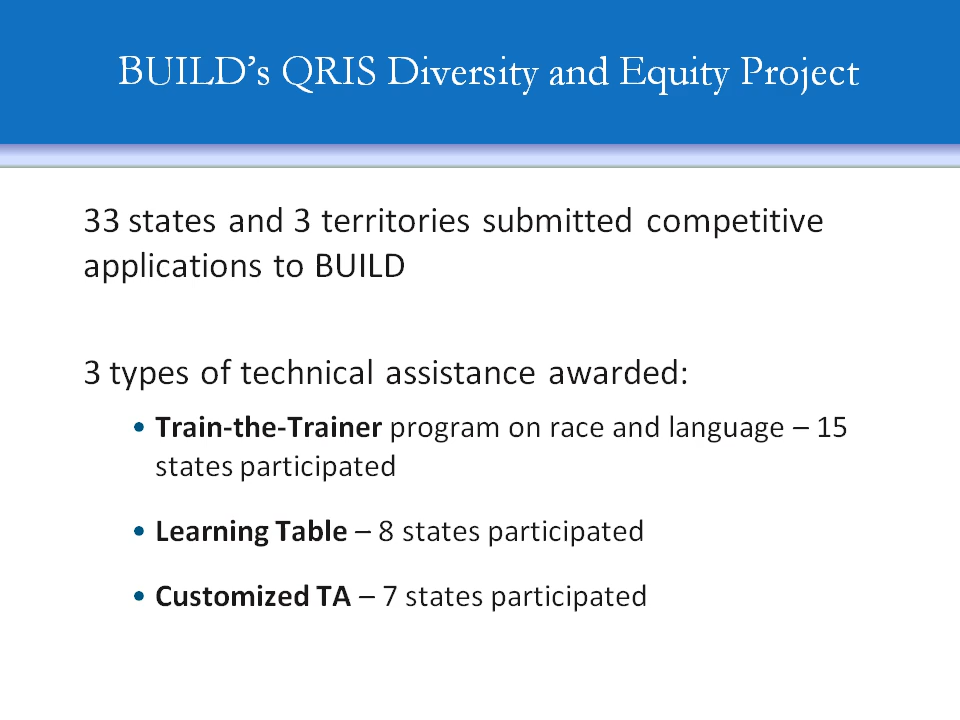 BUILD’s QRIS Diversity and Equity Project
33 states and 3 territories submitted competitive
applications to BUILD
3 types of technical assistance awarded:
• Train-the-Trainer program on race and language – 15
states participated
• Learning Table – 8 states participated
• Customized TA – 7 states participated